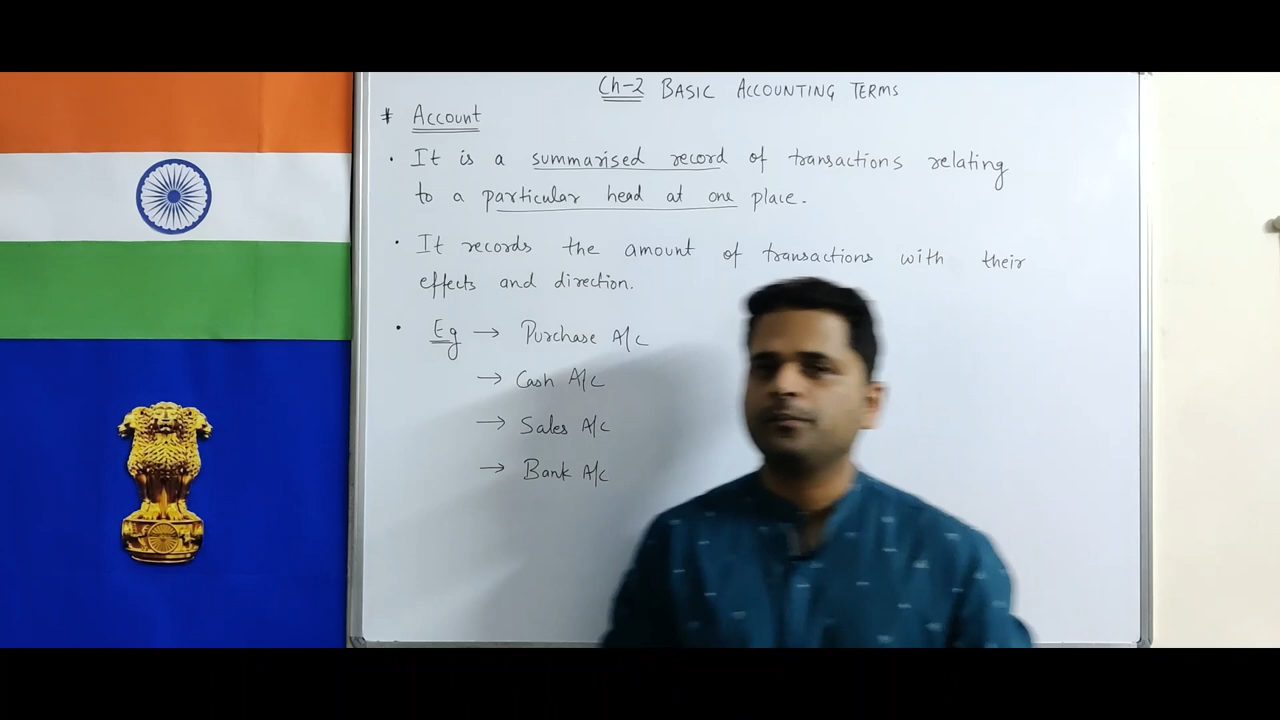 Ch-2 BASIC ACCOUNTING TERMS
* Account
• It is a summarised record of transactions relating
to a particular head at one place.
• It records the amount of transactions with their
effects and direction.
• Eg → Purchase A/c
→ Cash A/c
→ Sales A/c
→ Bank A/c